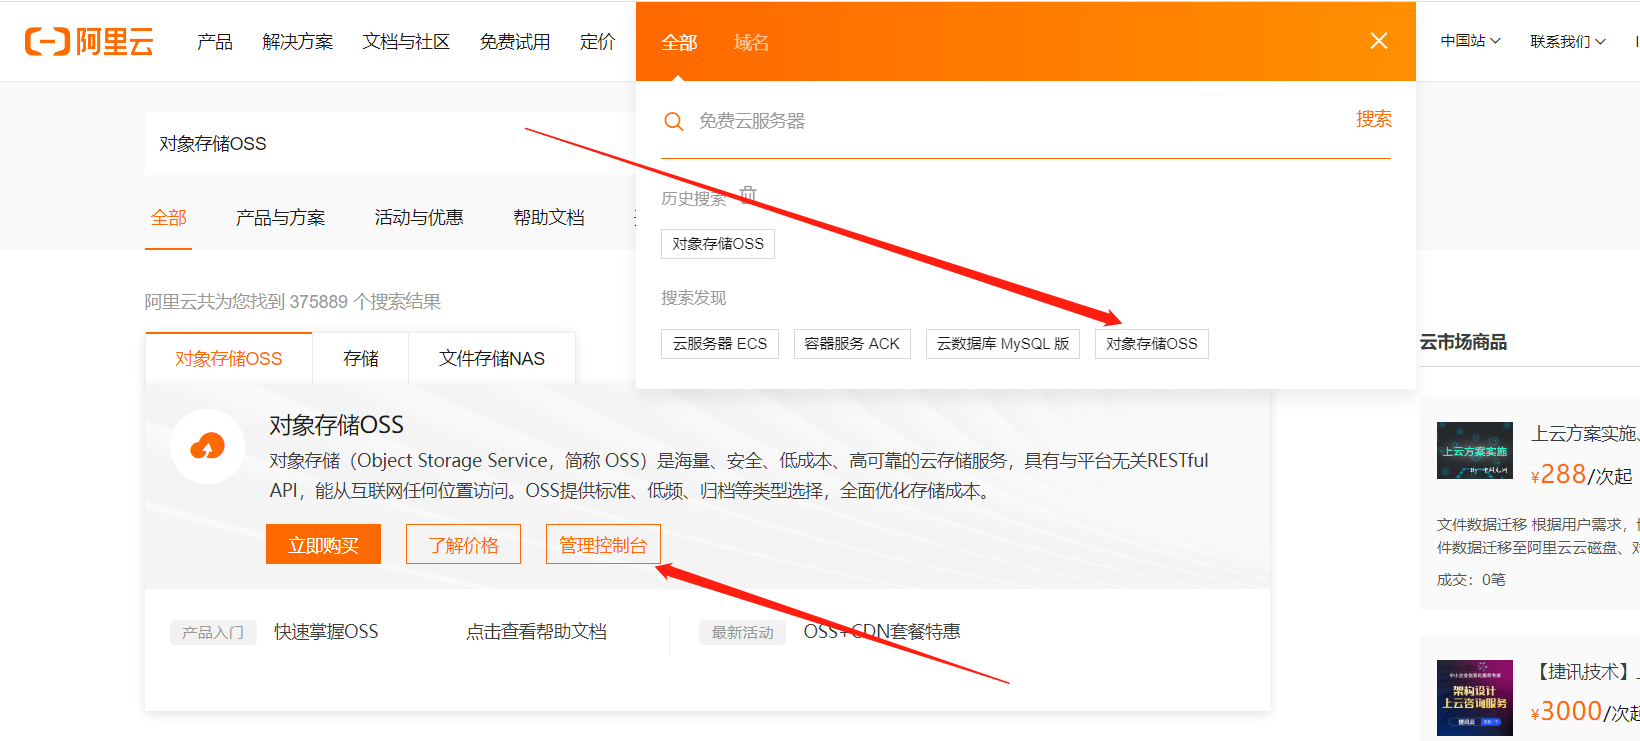 阿里云
产品
解决方案
文档与社区
免费试用
定价
全部
域名
中国站
联系我们
免费云服务器
搜索
历史搜索
对象存储OSS
搜索发现
云服务器 ECS
容器服务 ACK
云数据库 MySQL 版
对象存储OSS
对象存储OSS
全部
产品与方案
活动与优惠
帮助文档
阿里云共为您找到 375889 个搜索结果
对象存储OSS
存储
文件存储NAS
对象存储OSS
对象存储（Object Storage Service，简称 OSS）是海量、安全、低成本、高可靠的云存储服务，具有与平台无关RESTful
API，能从互联网任何位置访问。OSS提供标准、低频、归档等类型选择，全面优化存储成本。
立即购买
了解价格
管理控制台
产品入门
快速掌握OSS
点击查看帮助文档
最新活动
OSS+CDN套餐特惠
云市场商品
上云方案实施
上云方案实施、
¥288/次起
文件数据迁移 根据用户需求，
件数据迁移至阿里云云磁盘、
成交：0笔
架构设计
上云咨询服务
捷讯云
【捷讯技术】
¥3000/次起